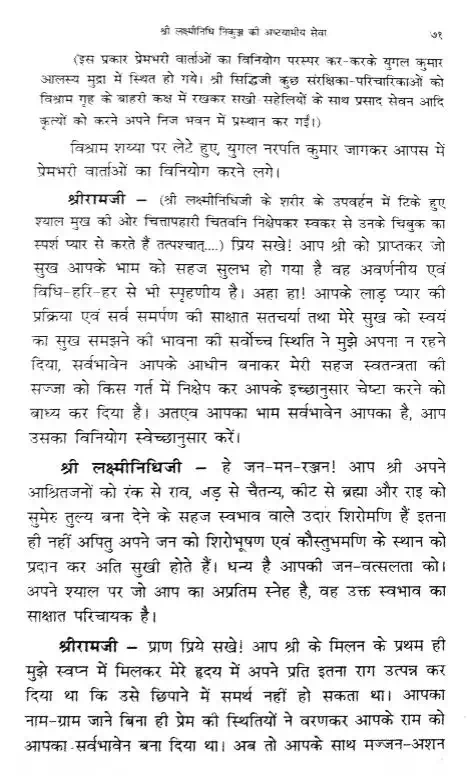 श्री लक्ष्मीनिधि निकुञ्ज की अष्टयामीय सेवा ७१
(इस प्रकार प्रेमभरी वार्ताओं का विनियोग परस्पर कर-करके युगल कुमार
आलस्य मुद्रा में स्थित हो गये। श्री सिद्धिजी कुछ संरक्षिका-परिचारिकाओं को
विश्राम गृह के बाहरी कक्ष में रखकर सखी-सहेलियों के साथ प्रसाद सेवन आदि
कृत्यों को करने अपने निज भवन में प्रस्थान कर गईं।)
विश्राम शय्या पर लेटे हुए, युगल नरपति कुमार जागकर आपस में
प्रेमभरी वार्ताओं का विनियोग करने लगे।
श्रीरामजी – (श्री लक्ष्मीनिधिजी के शरीर के उपवर्हन में टिके हुए
श्याल मुख की ओर चित्तापहारी चितवनि निक्षेपकर स्वकर से उनके चिबुक का
स्पर्श प्यार से करते हैं तत्पश्चात्....) प्रिय सखे! आप श्री को प्राप्तकर जो
सुख आपके भाम को सहज सुलभ हो गया है वह अवर्णनीय एवं
विधि-हरि-हर से भी स्पृहणीय है। अहा हा! आपके लाड़ प्यार की
प्रक्रिया एवं सर्व समर्पण की साक्षात सतचर्या तथा मेरे सुख को स्वयं
का सुख समझने की भावना की सर्वोच्च स्थिति ने मुझे अपना न रहने
दिया, सर्वभावेन आपके आधीन बनाकर मेरी सहज स्वतन्त्रता की
सज्जा को किस गर्त में निक्षेप कर आपके इच्छानुसार चेष्टा करने को
बाध्य कर दिया है। अतएव आपका भाम सर्वभावेन आपका है, आप
उसका विनियोग स्वेच्छानुसार करें।
श्री लक्ष्मीनिधिजी – हे जन-मन-रञ्जन! आप श्री अपने
आश्रितजनों को रंक से राव, जड़ से चैतन्य, कीट से ब्रह्मा और राइ को
सुमेरु तुल्य बना देने के सहज स्वभाव वाले उदार शिरोमणि हैं इतना
ही नहीं अपितु अपने जन को शिरोभूषण एवं कौस्तुभमणि के स्थान को
प्रदान कर अति सुखी होते हैं। धन्य है आपकी जन-वत्सलता को।
अपने श्याल पर जो आप का अप्रतिम स्नेह है, वह उक्त स्वभाव का
साक्षात परिचायक है।
श्रीरामजी – प्राण प्रिये सखे! आप श्री के मिलन के प्रथम ही
मुझे स्वप्न में मिलकर मेरे हृदय में अपने प्रति इतना राग उत्पन्न कर
दिया था कि उसे छिपाने में समर्थ नहीं हो सकता था। आपका
नाम-ग्राम जाने बिना ही प्रेम की स्थितियों ने वरणकर आपके राम को
आपका सर्वभावेन बना दिया था। अब तो आपके साथ मज्जन-अशन